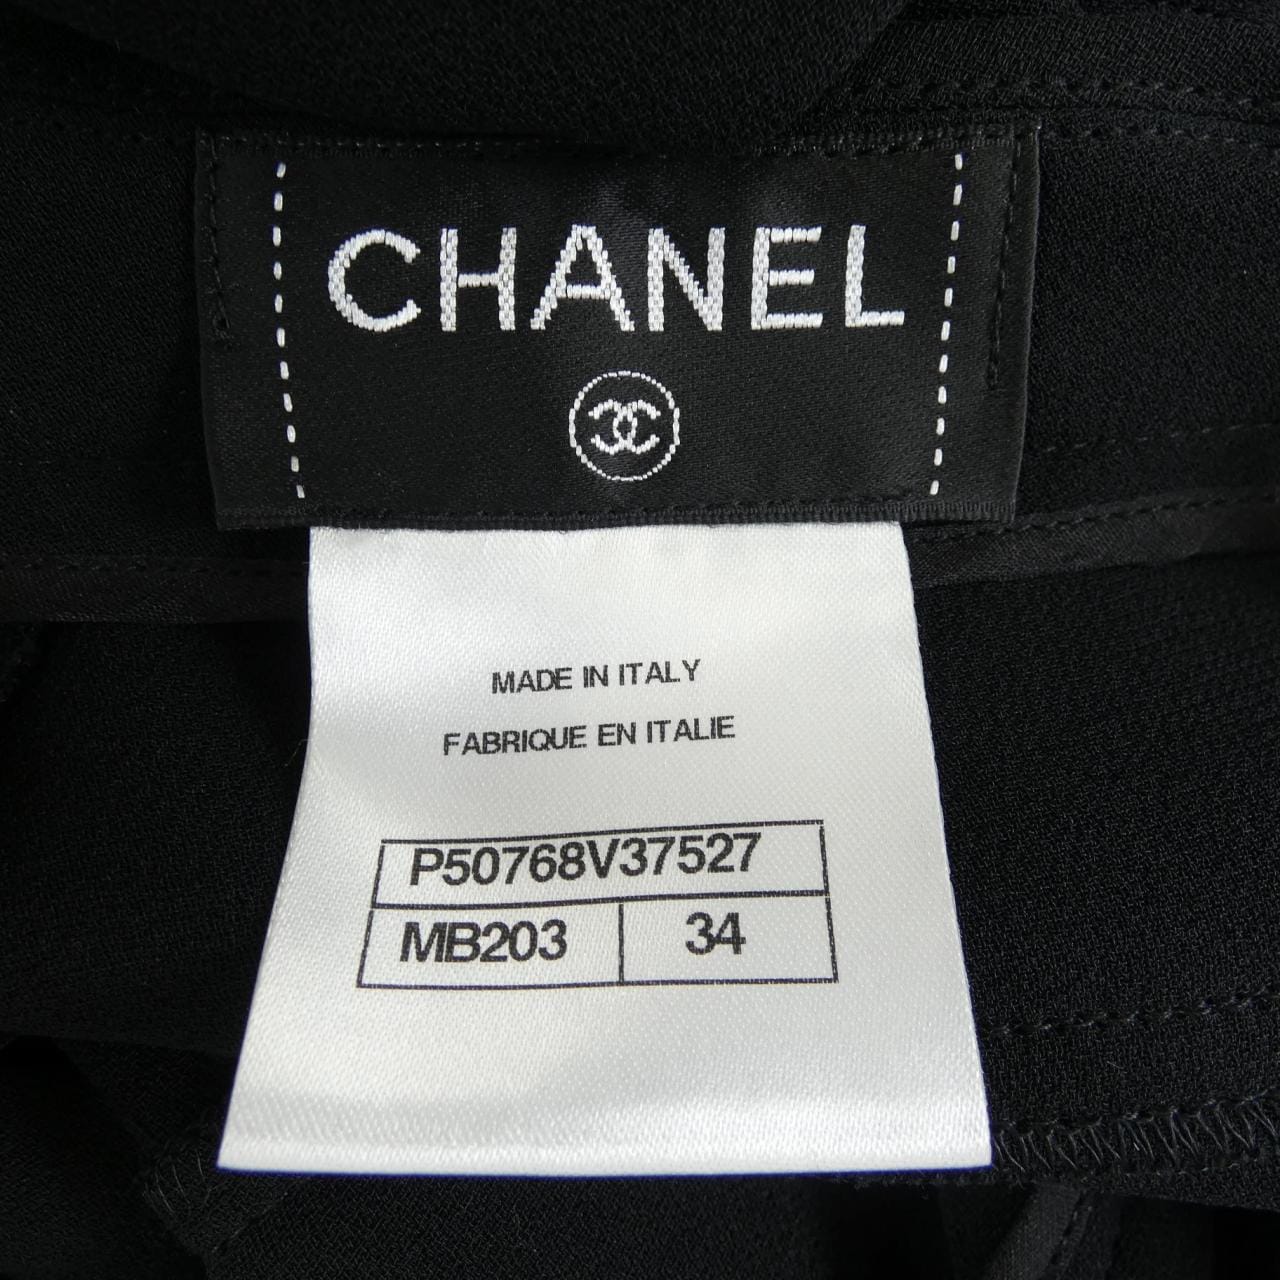 CHANEL
MADE IN ITALY
FABRIQUE EN ITALIE
P50768V37527
MB203 34